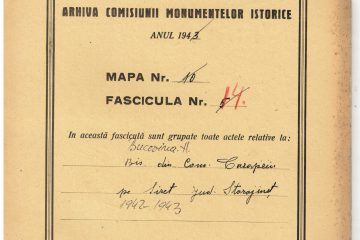 ARHIVA COMISIUNII MONUMENTELOR ISTORICE
ANUL 1943
MAPA Nr. 16
FASCICULA Nr. 14.
In această fasciculă sunt grupate toate actele relative la:
Bucovina
Bis. din Com.
pe Siret jud. Storojineț
1942-1943